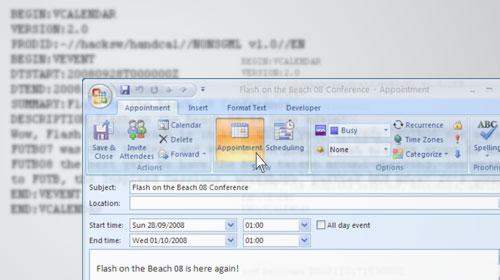 BEGIN:VCALENDAR
VERSION:2.0
PRODID:-//hacksw/handcal//NONSGML v1.0//EN
BEGIN:VEVENT
DTSTART:20080928T000000Z
DTEND:2008
SUMMARY:Fl
DESCRIPTION
Wow, Flash
FOTB07 was
FOTB08 the
to FOTB, t
END:VEVENT
END:VCALENDAR
BEGIN:VCALENDAR
VERSION:2.0
Flash on the Beach 08 Conference - Appointment
Appointment Insert Format Text Developer
Save & Close
Invite Attendees
Calendar
Delete
Forward
Actions
Appointment
Scheduling
Show
Busy
None
Recurrence
Time Zones
Categorize
Options
ABC
Spelling
Proofing
Subject: Flash on the Beach 08 Conference
Location:
Start time: Sun 28/09/2008 01:00 All day event
End time: Wed 01/10/2008 01:00
Flash on the Beach 08 is here again!